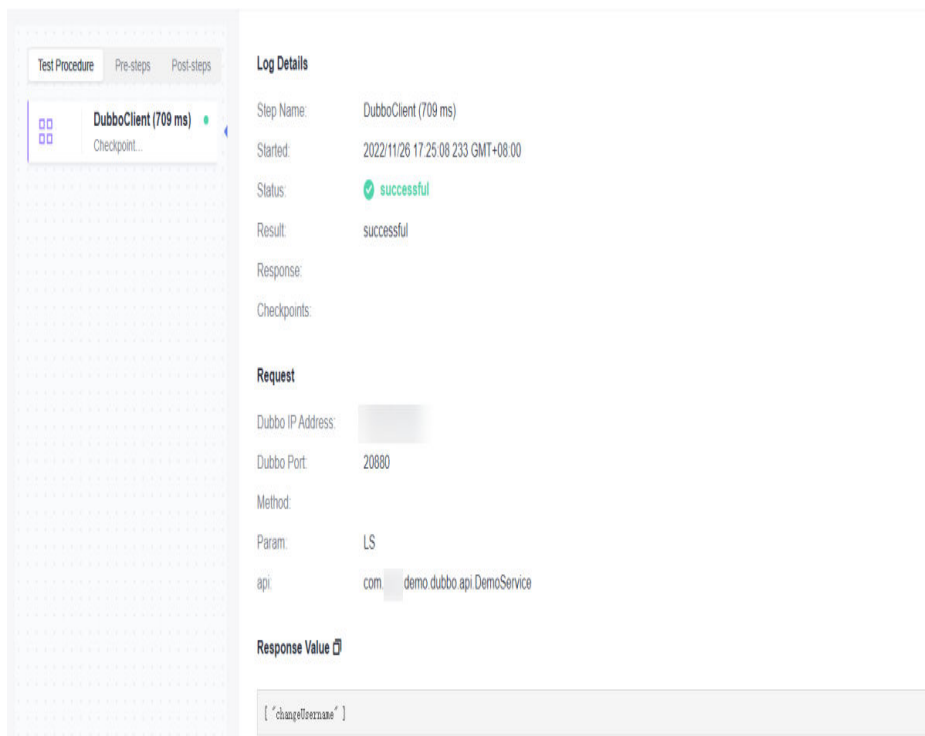 Test Procedure Pre-steps Post-steps
DubboClient (709 ms)
Checkpoint...
Log Details
Step Name: DubboClient (709 ms)
Started: 2022/11/26 17:25:08 233 GMT+08:00
Status: successful
Result: successful
Response:
Checkpoints:
Request
Dubbo IP Address:
Dubbo Port: 20880
Method:
Param: LS
api: com. demo.dubbo.api.DemoService
Response Value
[ "changeUsername" ]